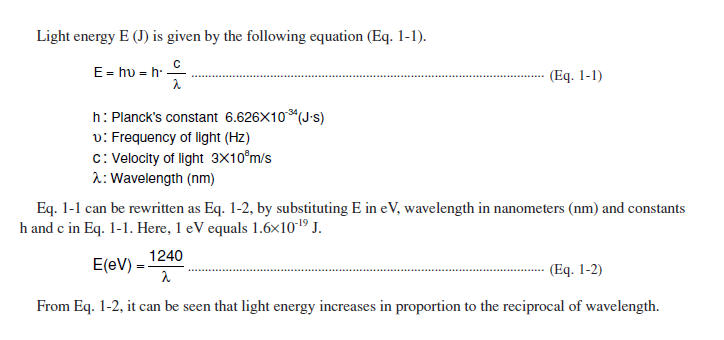 Light energy E (J) is given by the following equation (Eq. 1-1).
E = hυ = h· c/λ ........ (Eq. 1-1)
h: Planck's constant 6.626×10⁻³⁴(J·s)
υ: Frequency of light (Hz)
c: Velocity of light 3×10⁸m/s
λ: Wavelength (nm)
Eq. 1-1 can be rewritten as Eq. 1-2, by substituting E in eV, wavelength in nanometers (nm) and constants
h and c in Eq. 1-1. Here, 1 eV equals 1.6×10⁻¹⁹ J.
E(eV) = 1240/λ ........ (Eq. 1-2)
From Eq. 1-2, it can be seen that light energy increases in proportion to the reciprocal of wavelength.